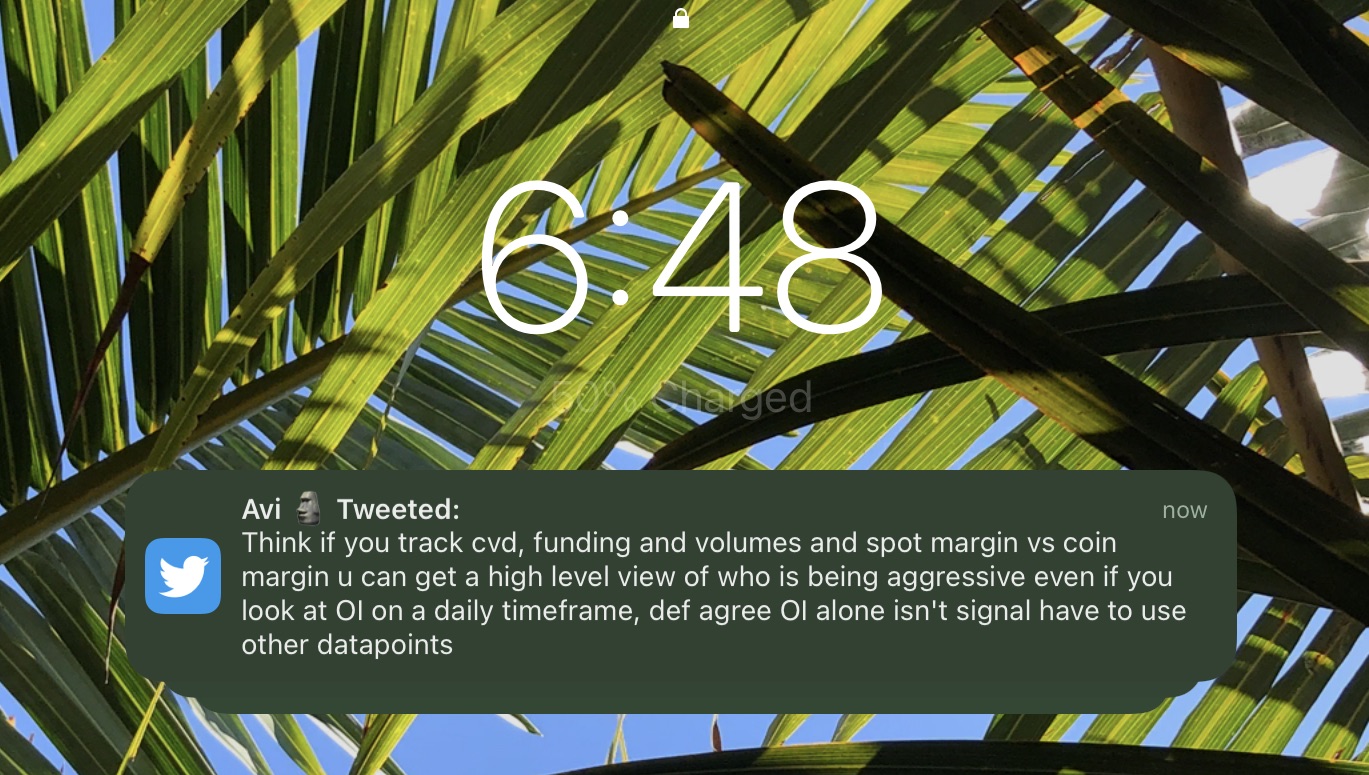 6:48
50% Charged
Avi 🗿 Tweeted:
now
Think if you track cvd, funding and volumes and spot margin vs coin
margin u can get a high level view of who is being aggressive even if you
look at OI on a daily timeframe, def agree OI alone isn't signal have to use
other datapoints